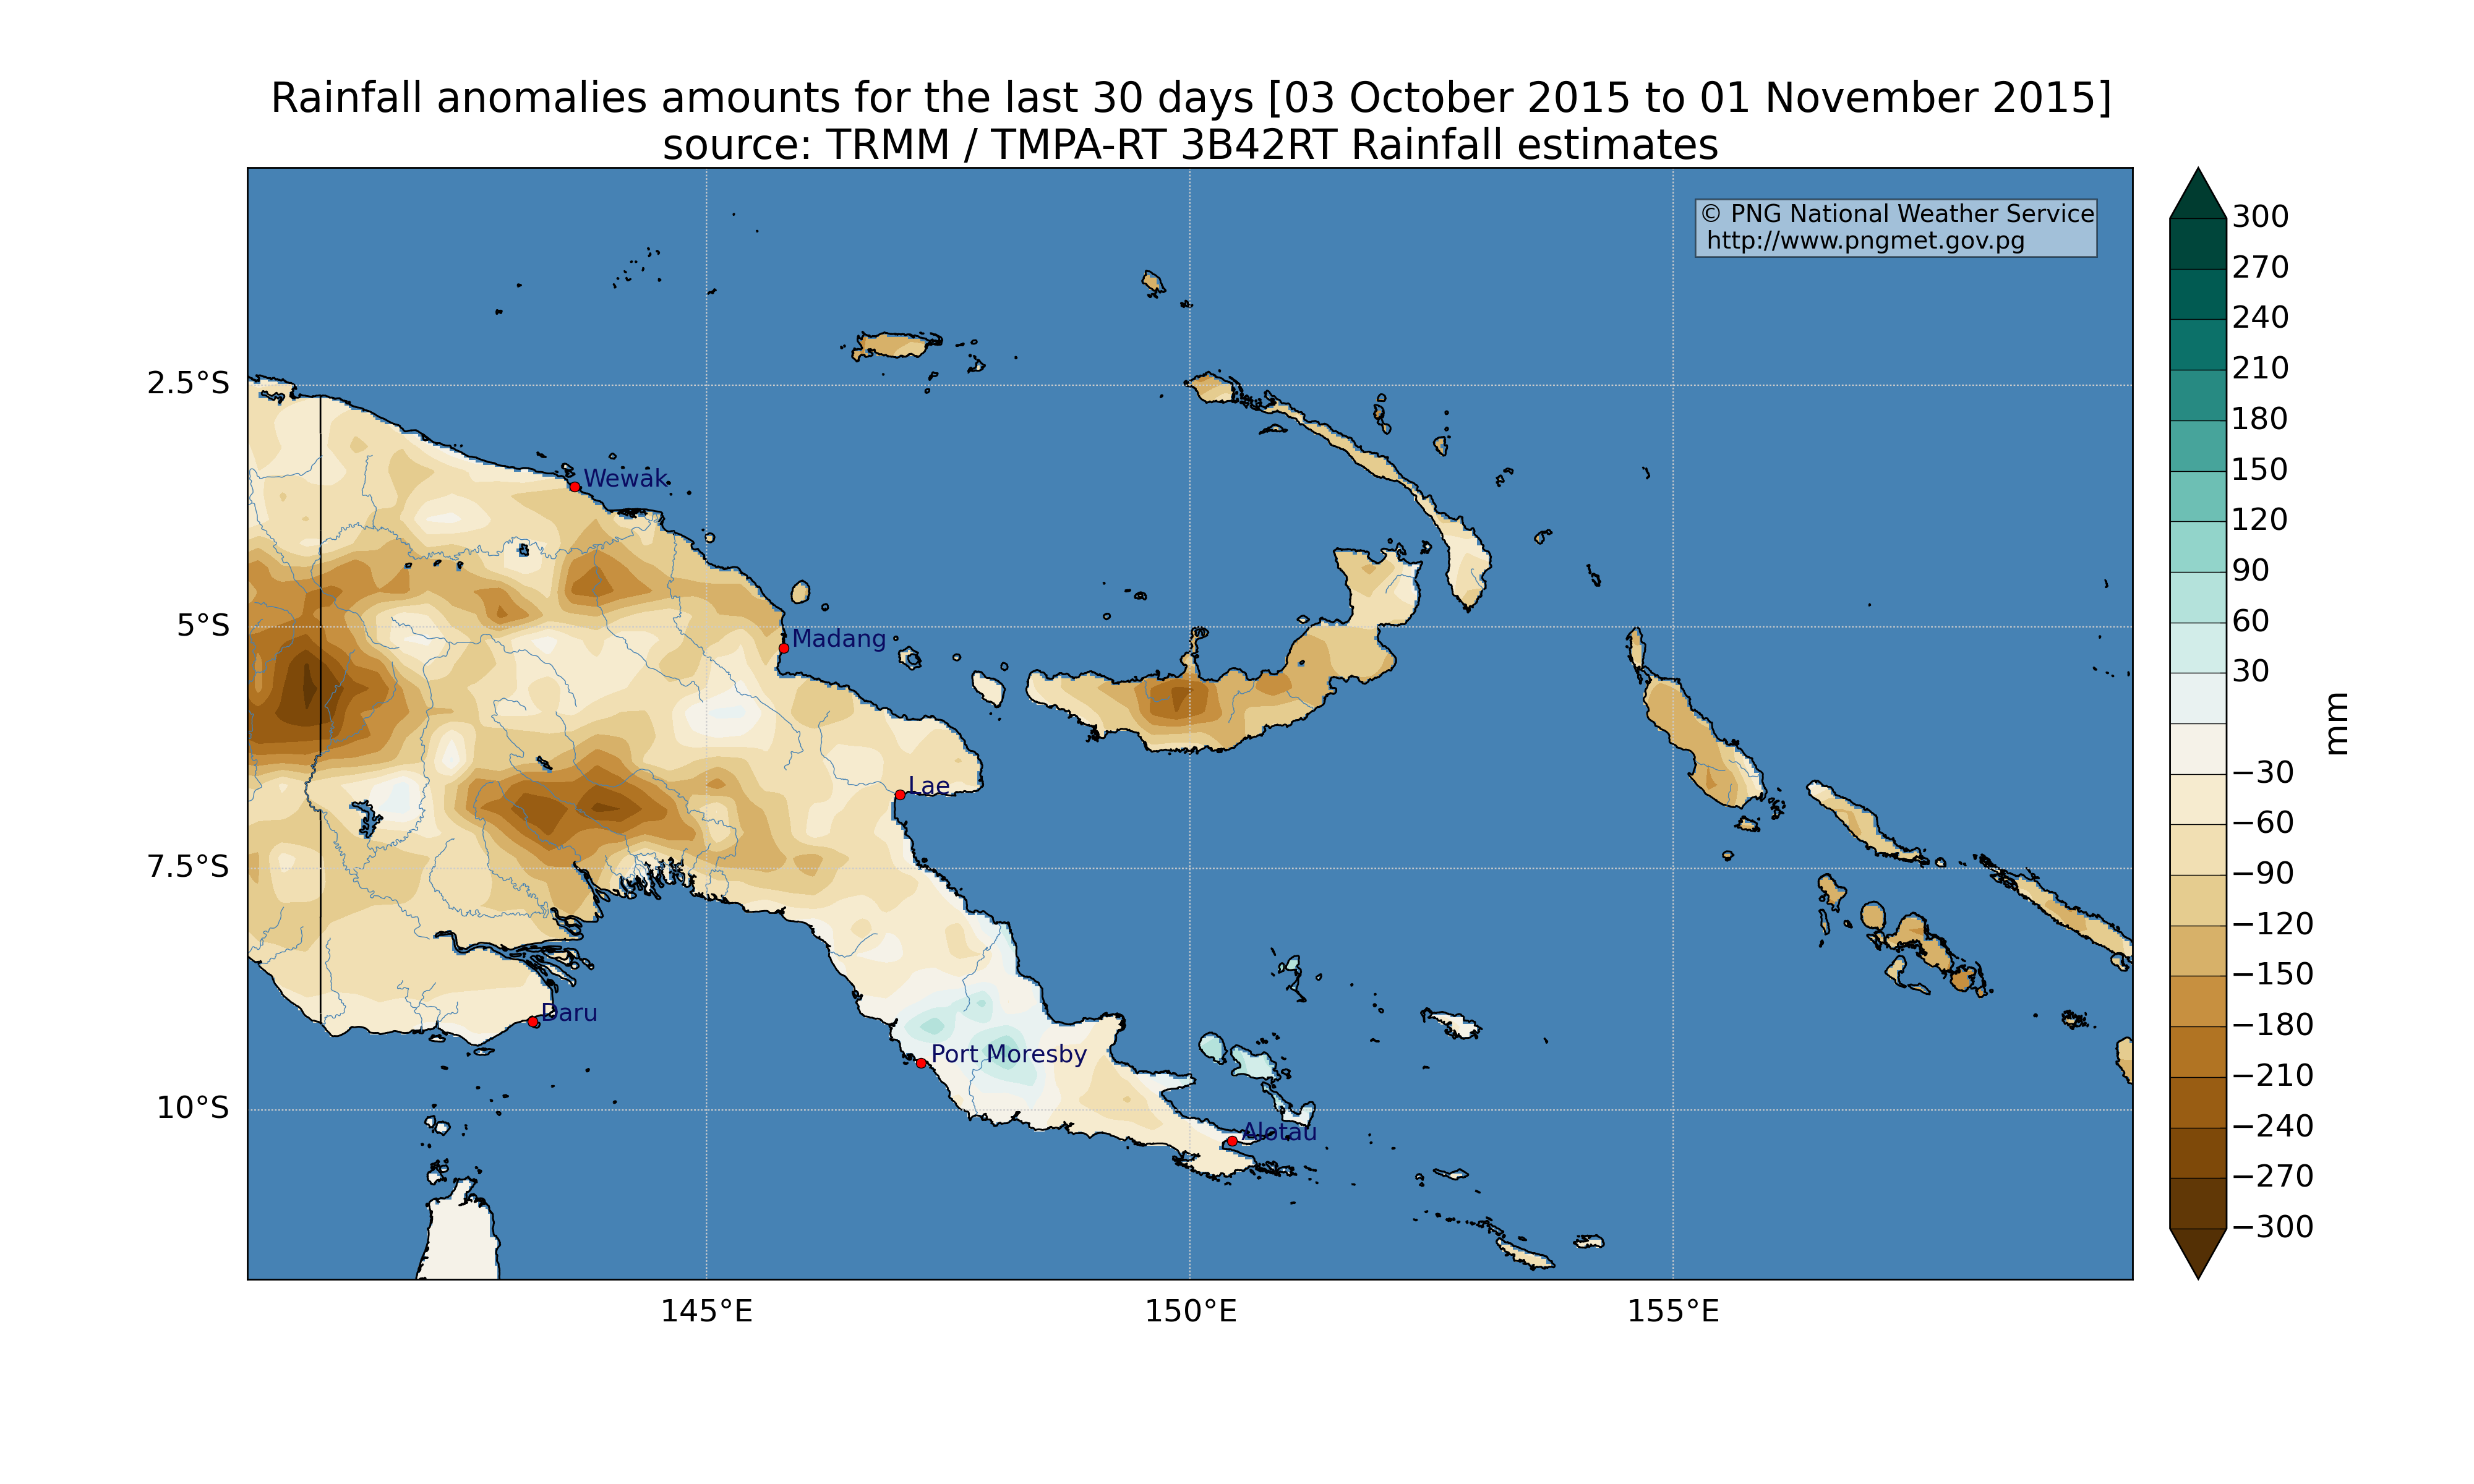 Rainfall anomalies amounts for the last 30 days [03 October 2015 to 01 November 2015]
source: TRMM / TMPA-RT 3B42RT Rainfall estimates
© PNG National Weather Service
http://www.pngmet.gov.pg
2.5°S
5°S
7.5°S
10°S
145°E
150°E
155°E
Wewak
Madang
Lae
Daru
Port Moresby
Alotau
300
270
240
210
180
150
120
90
60
30
−30
−60
−90
−120
−150
−180
−210
−240
−270
−300
mm